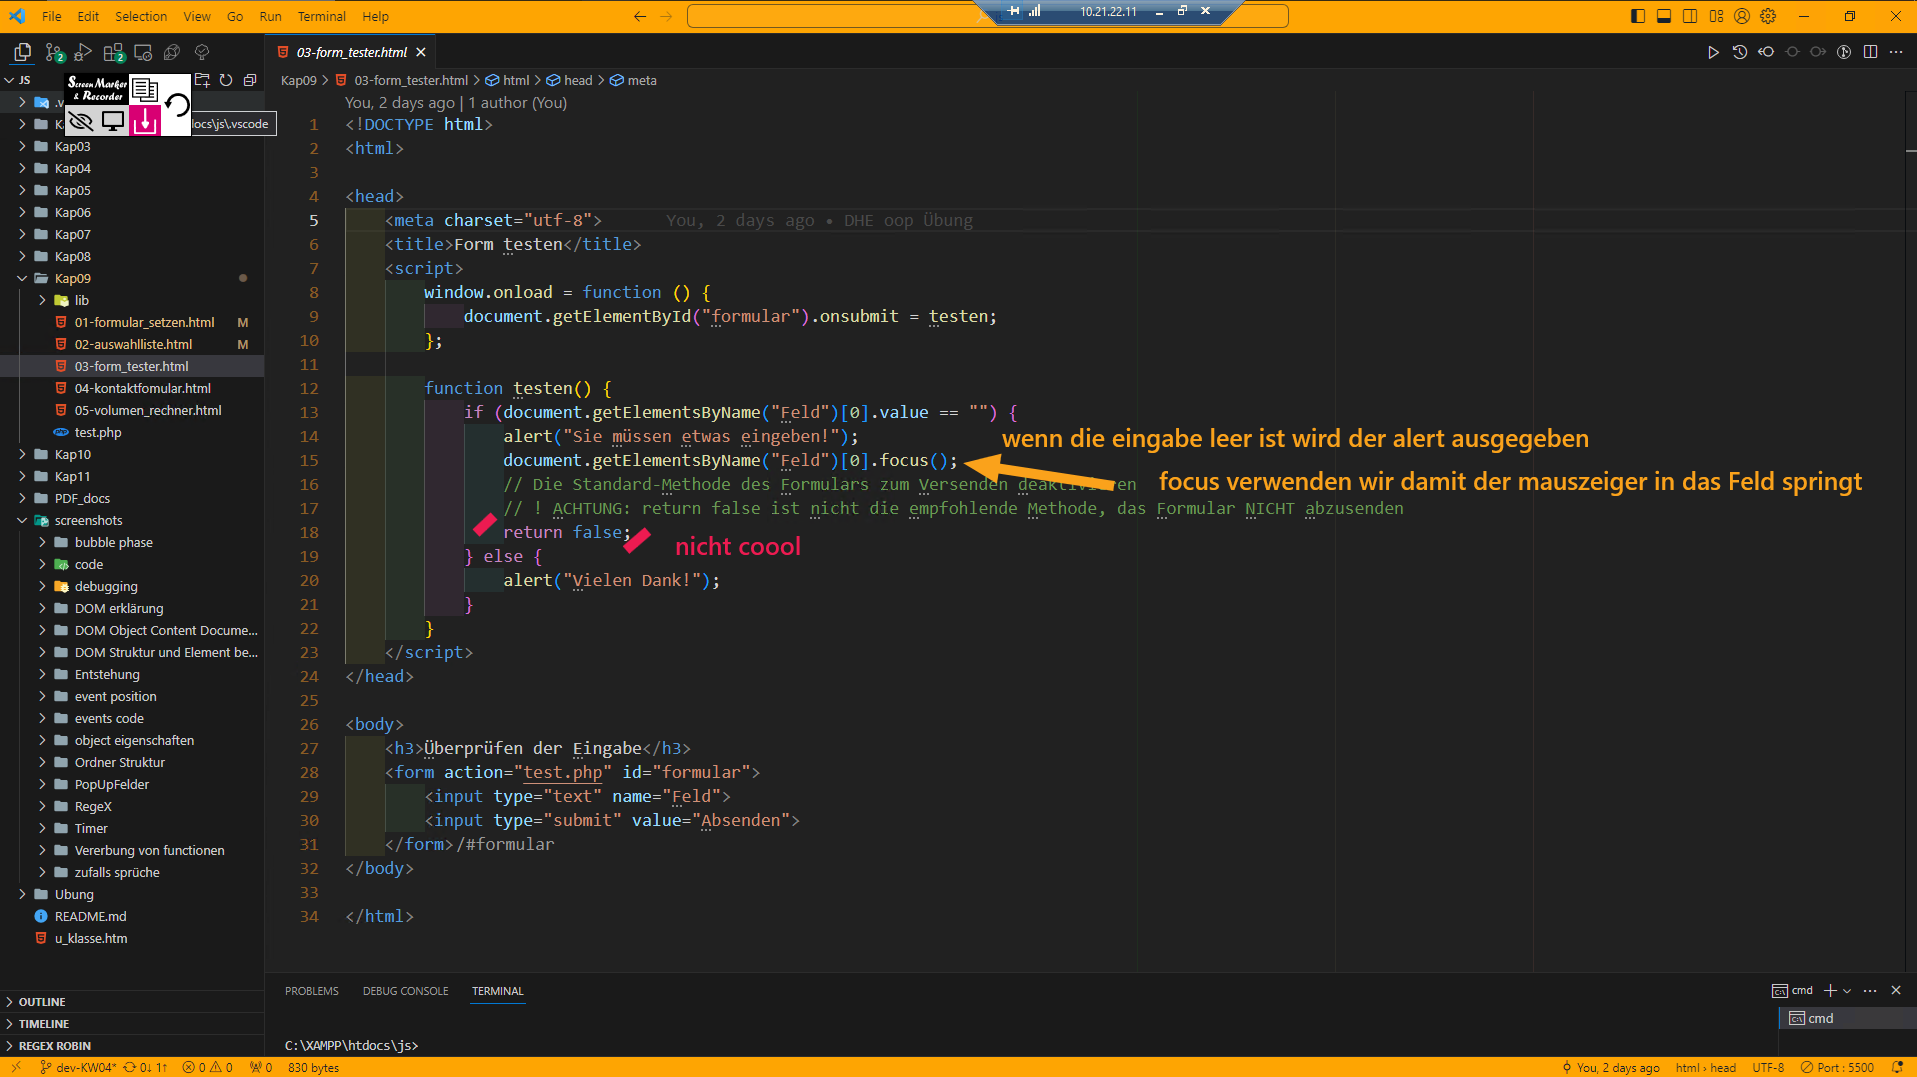 File Edit Selection View Go Run Terminal Help
10.21.22.11
2
2
03-form_tester.html
JS
Screen Marker
& Recorder
Kap09 > 03-form_tester.html > html > head > meta
.v
K
ocs\js\.vscode
Kap03
Kap04
Kap05
Kap06
Kap07
Kap08
Kap09
lib
01-formular_setzen.html M
02-auswahlliste.html M
03-form_tester.html
04-kontaktfomular.html
05-volumen_rechner.html
test.php
Kap10
Kap11
PDF_docs
screenshots
bubble phase
code
debugging
DOM erklärung
DOM Object Content Docume...
DOM Struktur und Element be...
Entstehung
event position
events code
object eigenschaften
Ordner Struktur
PopUpFelder
RegeX
Timer
Vererbung von functionen
zufalls sprüche
Ubung
README.md
u_klasse.htm
OUTLINE
TIMELINE
REGEX ROBIN
You, 2 days ago | 1 author (You)
1 <!DOCTYPE html>
2 <html>
3
4 <head>
5 <meta charset="utf-8"> You, 2 days ago • DHE oop Übung
6 <title>Form testen</title>
7 <script>
8 window.onload = function () {
9 document.getElementById("formular").onsubmit = testen;
10 };
11
12 function testen() {
13 if (document.getElementsByName("Feld")[0].value == "") {
14 alert("Sie müssen etwas eingeben!");
wenn die eingabe leer ist wird der alert ausgegeben
15 document.getElementsByName("Feld")[0].focus();
focus verwenden wir damit der mauszeiger in das Feld springt
16 // Die Standard-Methode des Formulars zum Versenden deaktivieren
17 // ! ACHTUNG: return false ist nicht die empfohlende Methode, das Formular NICHT abzusenden
18 return false;
nicht coool
19 } else {
20 alert("Vielen Dank!");
21 }
22 }
23 </script>
24 </head>
25
26 <body>
27 <h3>Überprüfen der Eingabe</h3>
28 <form action="test.php" id="formular">
29 <input type="text" name="Feld">
30 <input type="submit" value="Absenden">
31 </form>/#formular
32 </body>
33
34 </html>
PROBLEMS DEBUG CONSOLE TERMINAL
cmd
cmd
C:\XAMPP\htdocs\js>
dev-KW04* 0↓ 1↑ 0 0 0 830 bytes
You, 2 days ago html › head UTF-8 Port : 5500